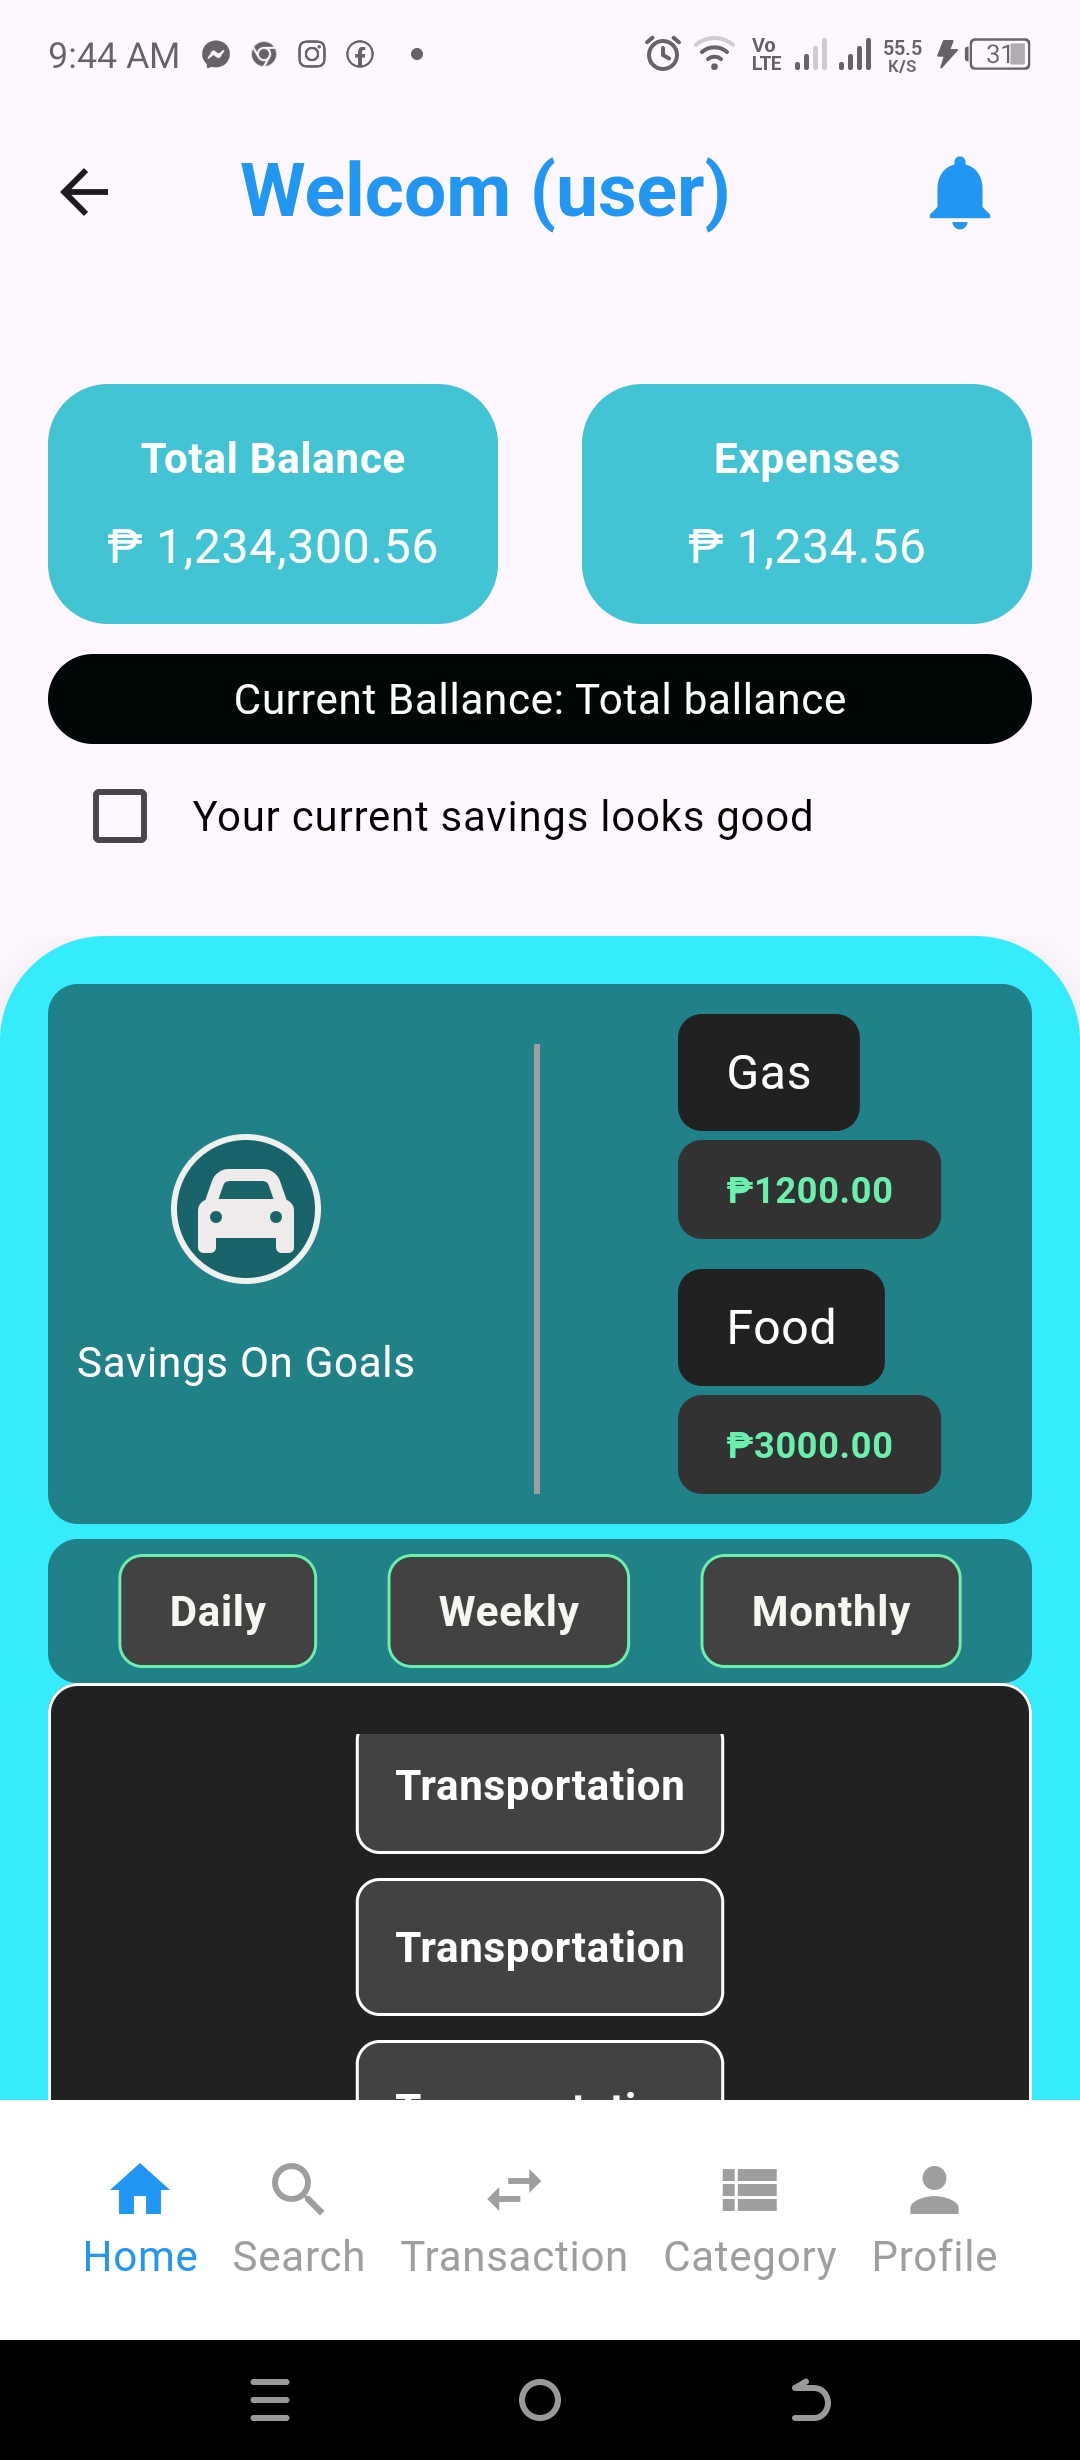 9:44 AM
Vo LTE
55.5 K/S
31
Welcom (user)
Total Balance
₱ 1,234,300.56
Expenses
₱ 1,234.56
Current Ballance: Total ballance
Your current savings looks good
Savings On Goals
Gas
₱1200.00
Food
₱3000.00
Daily
Weekly
Monthly
Transportation
Transportation
Home
Search
Transaction
Category
Profile